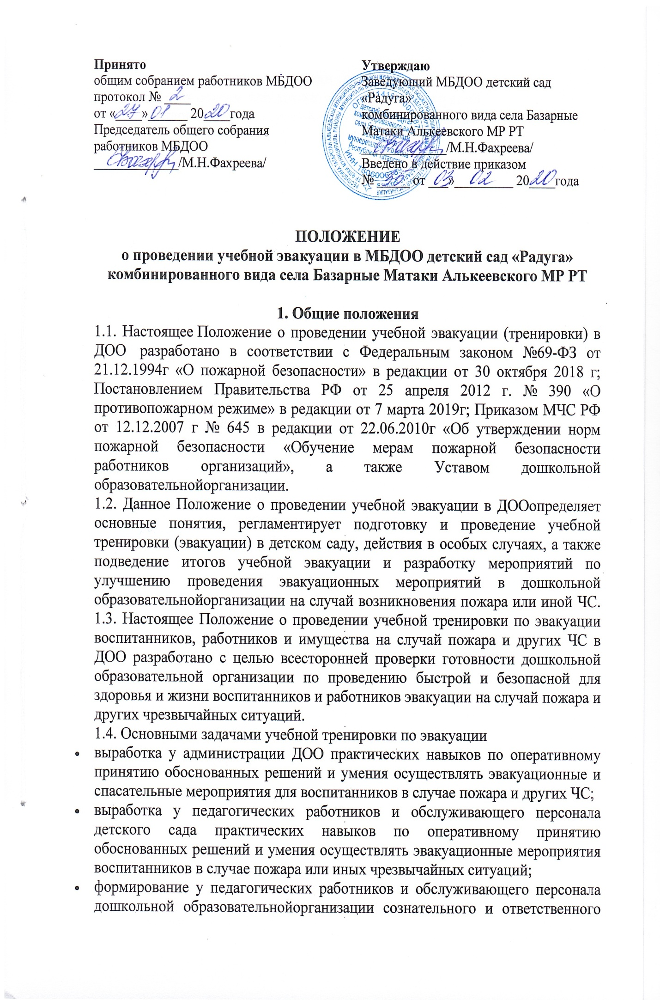 Принято
общим собранием работников МБДОО
протокол № 2
от «27» 01 2020года
Председатель общего собрания
работников МБДОО
/М.Н.Фахреева/
Утверждаю
Заведующий МБДОО детский сад
«Радуга»
комбинированного вида села Базарные
Матаки Алькеевского МР РТ
/М.Н.Фахреева/
Введено в действие приказом
№ 30 от 03» 02 2020года
ПОЛОЖЕНИЕ
о проведении учебной эвакуации в МБДОО детский сад «Радуга»
комбинированного вида села Базарные Матаки Алькеевского МР РТ
1. Общие положения
1.1. Настоящее Положение о проведении учебной эвакуации (тренировки) в
ДОО разработано в соответствии с Федеральным законом №69-ФЗ от
21.12.1994г «О пожарной безопасности» в редакции от 30 октября 2018 г;
Постановлением Правительства РФ от 25 апреля 2012 г. № 390 «О
противопожарном режиме» в редакции от 7 марта 2019г; Приказом МЧС РФ
от 12.12.2007 г № 645 в редакции от 22.06.2010г «Об утверждении норм
пожарной безопасности «Обучение мерам пожарной безопасности
работников организаций», а также Уставом дошкольной
образовательнойорганизации.
1.2. Данное Положение о проведении учебной эвакуации в ДООопределяет
основные понятия, регламентирует подготовку и проведение учебной
тренировки (эвакуации) в детском саду, действия в особых случаях, а также
подведение итогов учебной эвакуации и разработку мероприятий по
улучшению проведения эвакуационных мероприятий в дошкольной
образовательнойорганизации на случай возникновения пожара или иной ЧС.
1.3. Настоящее Положение о проведении учебной тренировки по эвакуации
воспитанников, работников и имущества на случай пожара и других ЧС в
ДОО разработано с целью всесторонней проверки готовности дошкольной
образовательной организации по проведению быстрой и безопасной для
здоровья и жизни воспитанников и работников эвакуации на случай пожара и
других чрезвычайных ситуаций.
1.4. Основными задачами учебной тренировки по эвакуации
• выработка у администрации ДОО практических навыков по оперативному
принятию обоснованных решений и умения осуществлять эвакуационные и
спасательные мероприятия для воспитанников в случае пожара и других ЧС;
• выработка у педагогических работников и обслуживающего персонала
детского сада практических навыков по оперативному принятию
обоснованных решений и умения осуществлять эвакуационные мероприятия
воспитанников в случае пожара или иных чрезвычайных ситуаций;
• формирование у педагогических работников и обслуживающего персонала
дошкольной образовательнойорганизации сознательного и ответственного